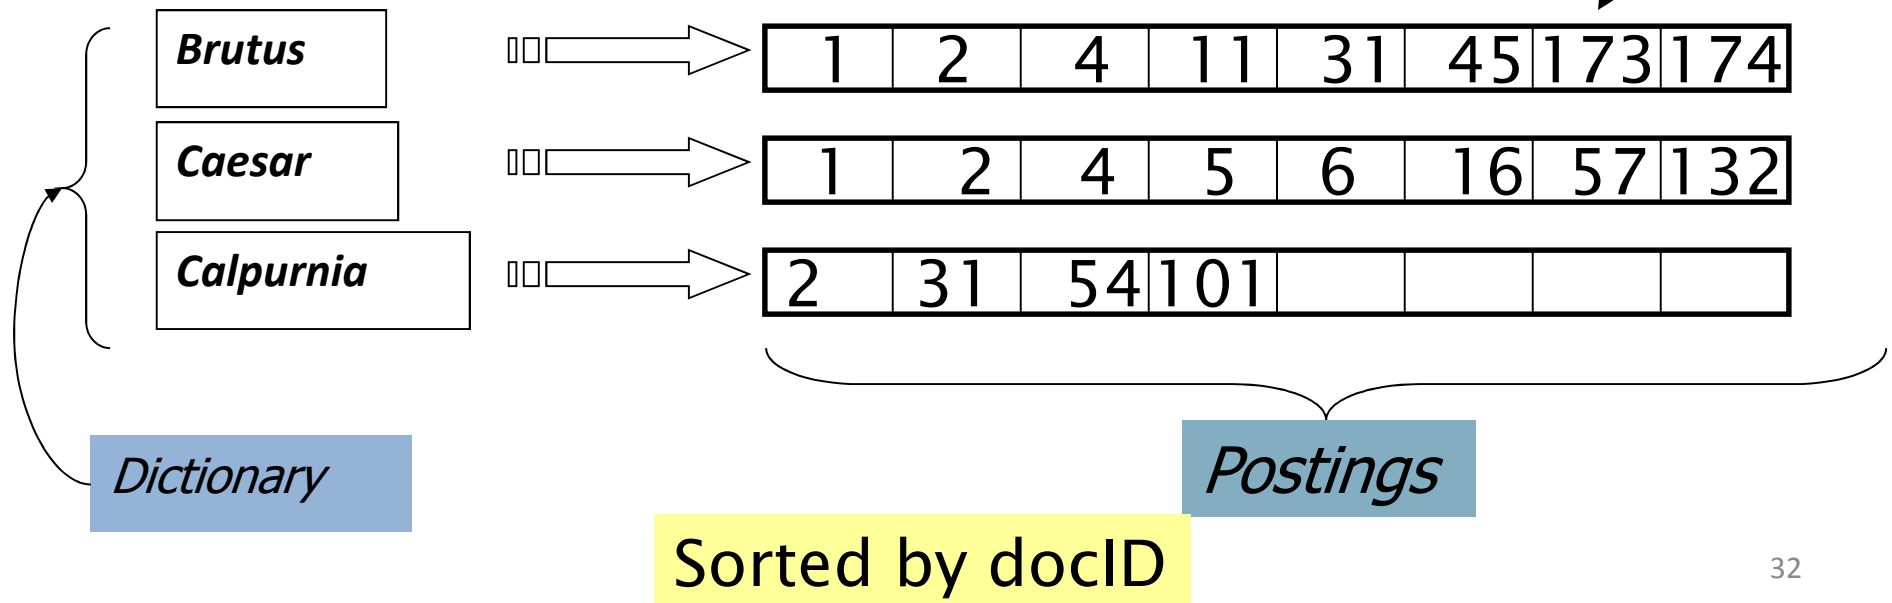 Brutus 1 2 4 11 31 45 173 174
Caesar 1 2 4 5 6 16 57 132
Calpurnia 2 31 54 101
Dictionary
Postings
Sorted by docID
32